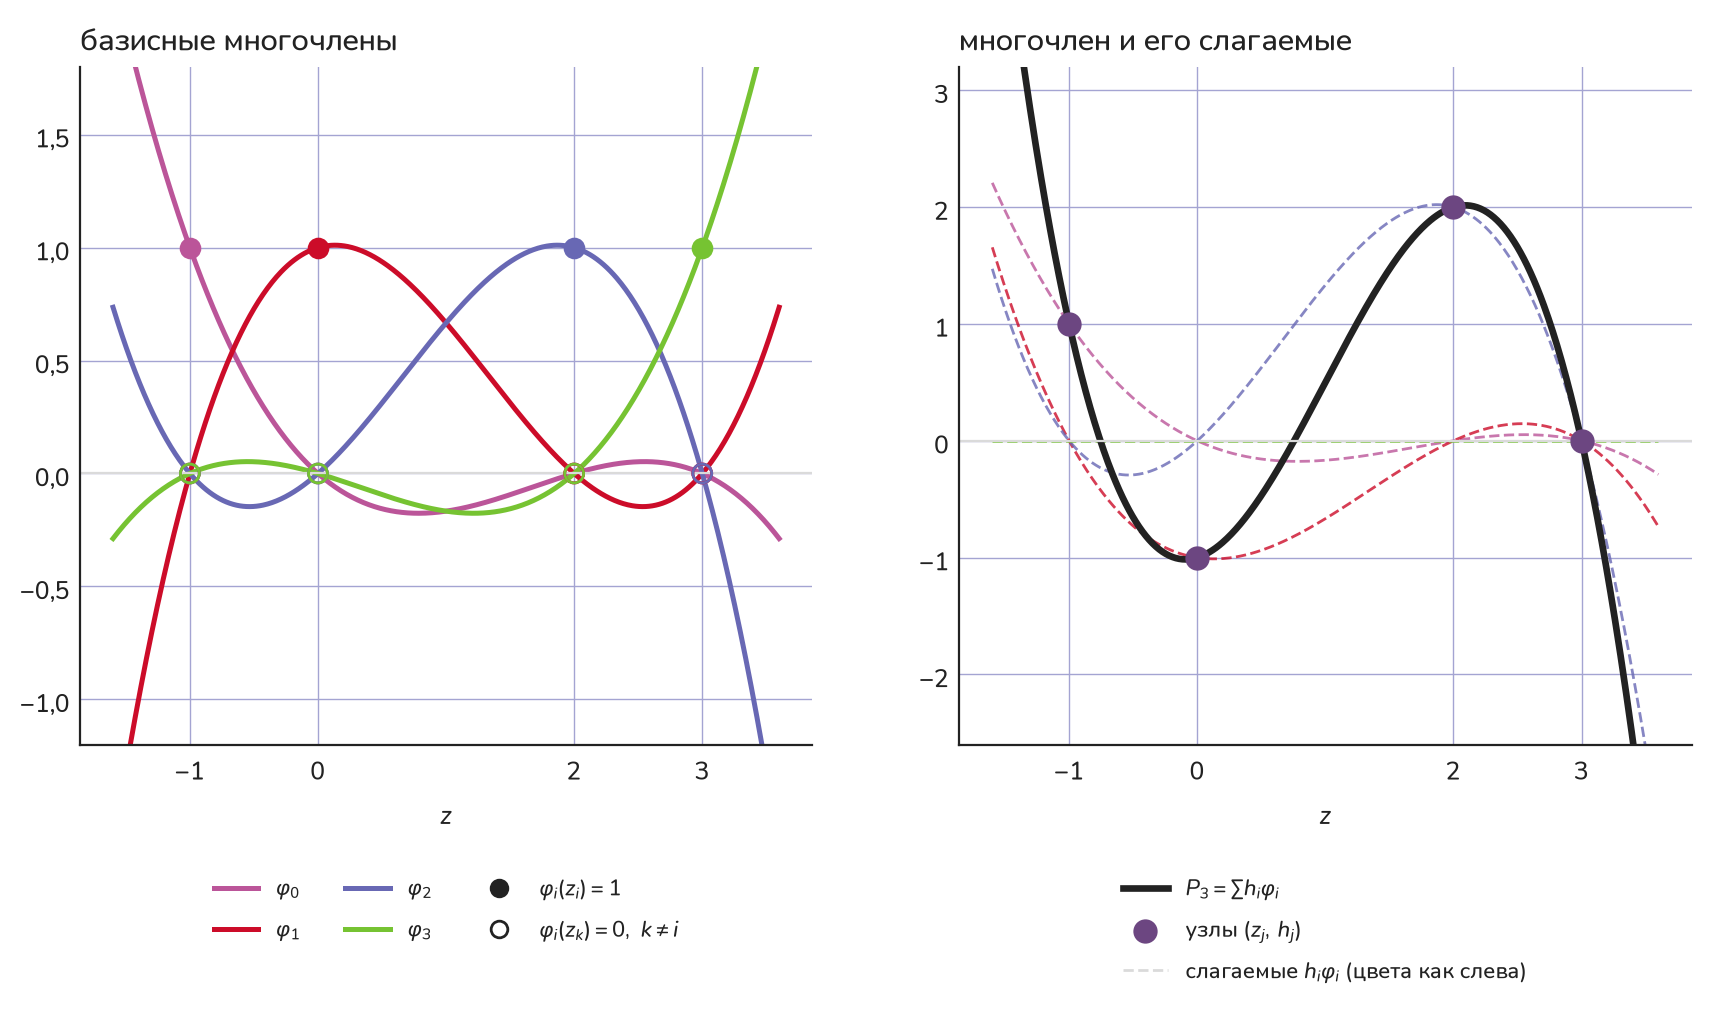 базисные многочлены
1,5
1,0
0,5
0,0
−0,5
−1,0
−1 0 2 3
z
φ₀ φ₂ φᵢ(zᵢ) = 1
φ₁ φ₃ φᵢ(zₖ) = 0, k ≠ i
многочлен и его слагаемые
3
2
1
0
−1
−2
−1 0 2 3
z
P₃ = ∑hᵢφᵢ
узлы (zⱼ, hⱼ)
слагаемые hᵢφᵢ (цвета как слева)